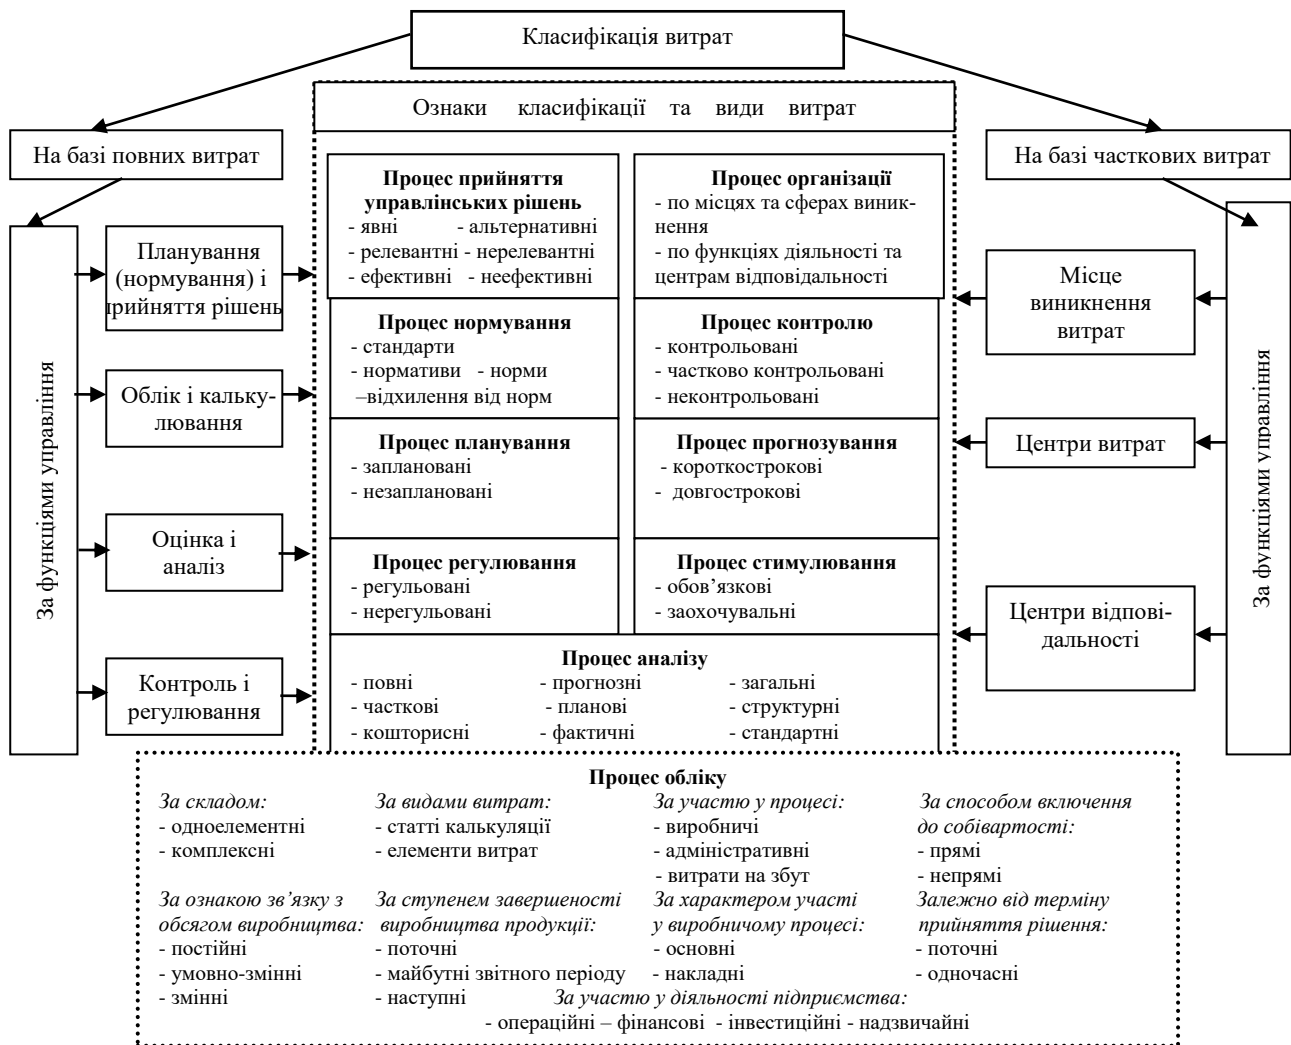 Класифікація витрат
Ознаки класифікації та види витрат
На базі повних витрат
На базі часткових витрат
За функціями управління
Планування
(нормування) і
прийняття рішень
Облік і кальку-
лювання
Оцінка і
аналіз
Контроль і
регулювання
Процес прийняття
управлінських рішень
- явні - альтернативні
- релевантні - нерелевантні
- ефективні - неефективні
Процес організації
- по місцях та сферах виник-
нення
- по функціях діяльності та
центрам відповідальності
Процес нормування
- стандарти
- нормативи - норми
–відхилення від норм
Процес контролю
- контрольовані
- частково контрольовані
- неконтрольовані
Процес планування
- заплановані
- незаплановані
Процес прогнозування
- короткострокові
- довгострокові
Процес регулювання
- регульовані
- нерегульовані
Процес стимулювання
- обов’язкові
- заохочувальні
Процес аналізу
- повні - прогнозні - загальні
- часткові - планові - структурні
- кошторисні - фактичні - стандартні
Місце
виникнення
витрат
Центри витрат
Центри відпові-
дальності
За функціями управління
Процес обліку
За складом:
- одноелементні
- комплексні
За видами витрат:
- статті калькуляції
- елементи витрат
За участю у процесі:
- виробничі
- адміністративні
- витрати на збут
За способом включення
до собівартості:
- прямі
- непрямі
За ознакою зв’язку з
обсягом виробництва:
- постійні
- умовно-змінні
- змінні
За ступенем завершеності
виробництва продукції:
- поточні
- майбутні звітного періоду
- наступні
За характером участі
у виробничому процесі:
- основні
- накладні
Залежно від терміну
прийняття рішення:
- поточні
- одночасні
За участю у діяльності підприємства:
- операційні – фінансові - інвестиційні - надзвичайні